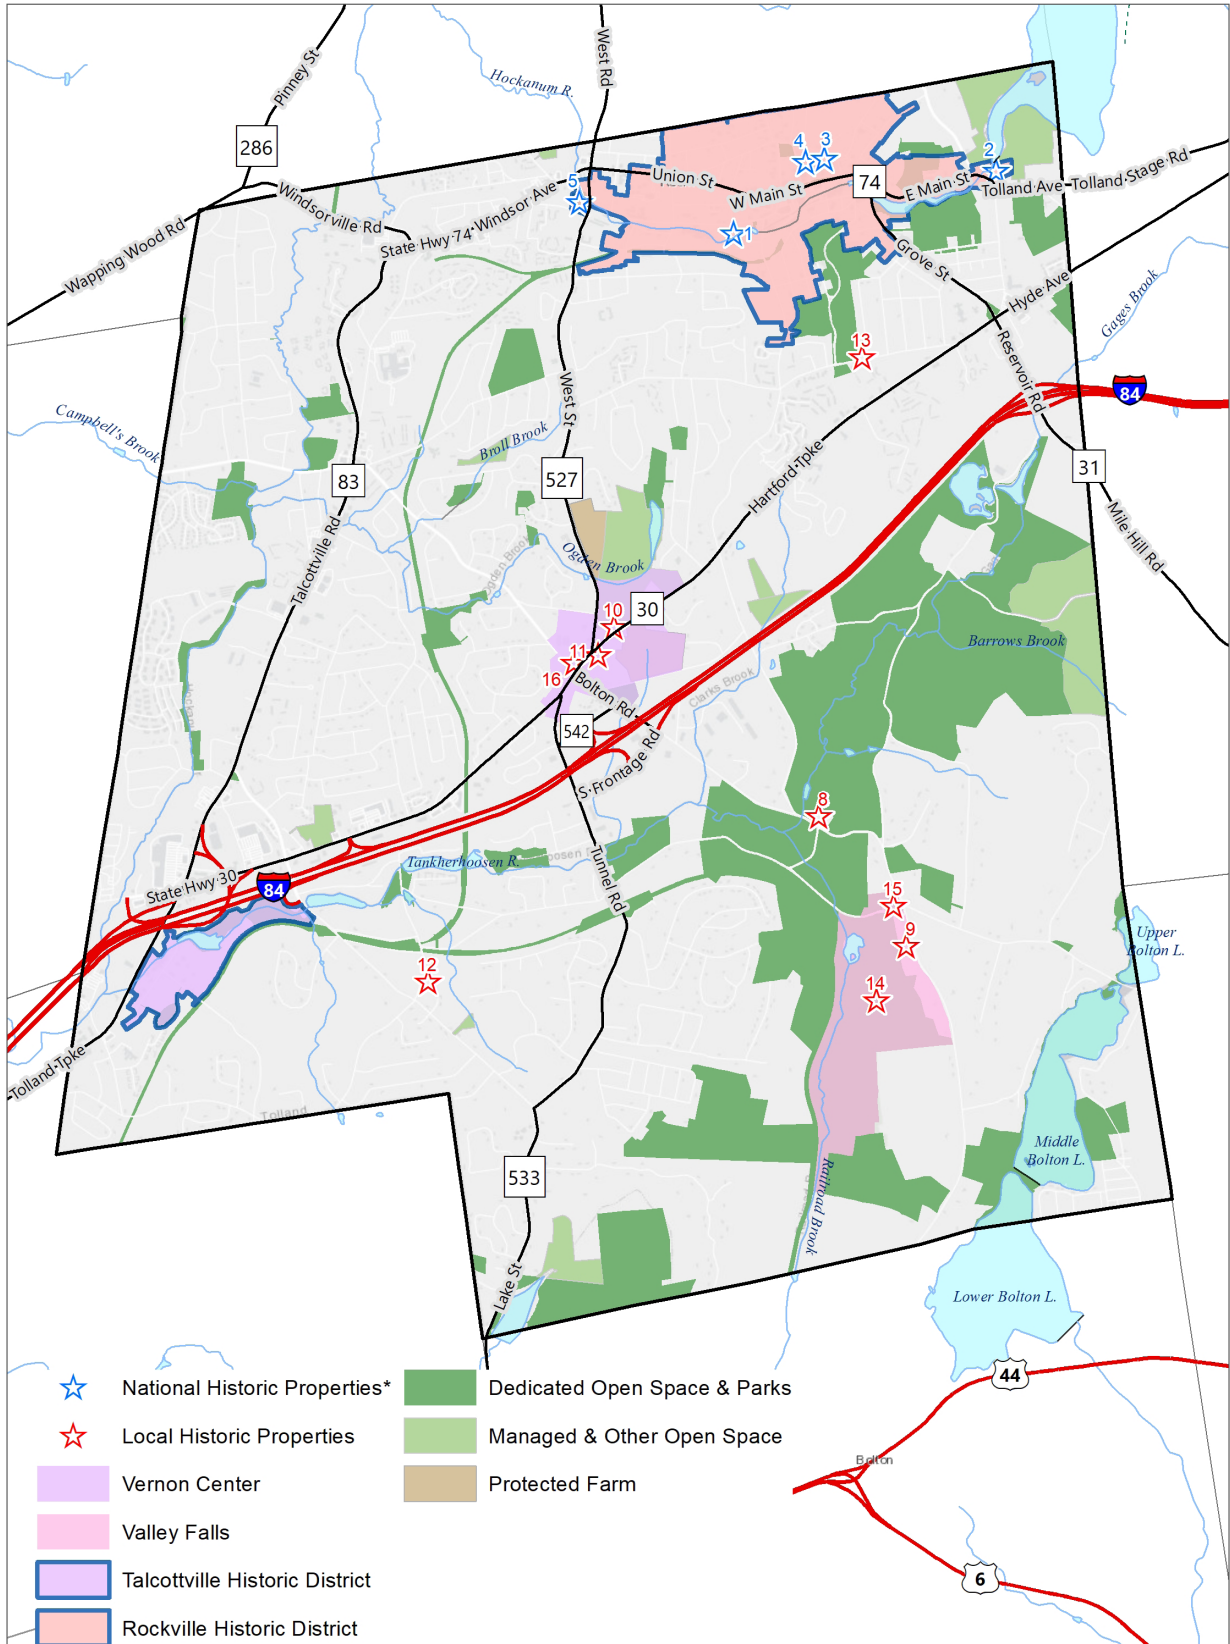 Pinney St
West Rd
Hockanum R.
286
Windsorville Rd
Wapping Wood Rd
State Hwy 74
Windsor Ave
5
Union St
W Main St
4
3
74
2
E Main St
Tolland Ave
Tolland Stage Rd
1
Grove St
Hyde Ave
Gages Brook
13
Reservoir Rd
84
Campbell's Brook
West St
Broll Brook
527
83
Hartford Tpke
31
Mile Hill Rd
Talcottville Rd
Ogden Brook
Ogden Brook
10
30
11
16
Bolton Rd
Clarks Brook
Barrows Brook
542
S Frontage Rd
8
Tankerhoosen R.
Tunnel Rd
State Hwy 30
84
15
9
14
12
Upper
Bolton L.
Tolland Tpke
Tolland
Middle
Bolton L.
533
Railroad Brook
Lake St
Lower Bolton L.
44
Bolton
6
National Historic Properties*
Local Historic Properties
Vernon Center
Valley Falls
Talcottville Historic District
Rockville Historic District
Dedicated Open Space & Parks
Managed & Other Open Space
Protected Farm